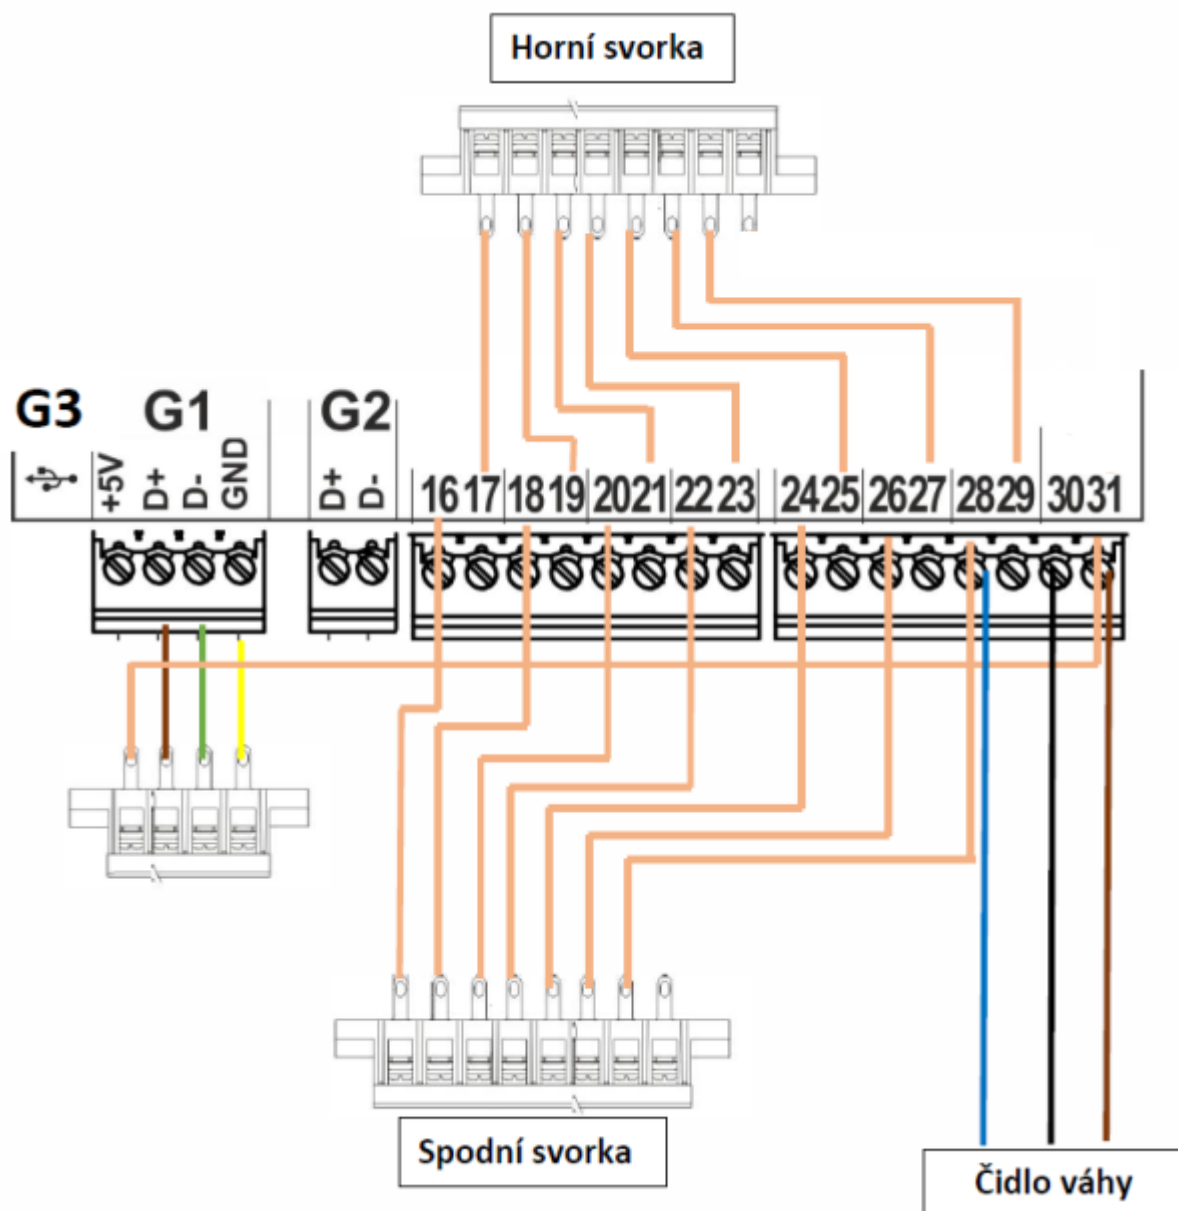 Horní svorka
G3 G1 G2
+5V D+ D- GND D+ D-
16 17 18 19 20 21 22 23 24 25 26 27 28 29 30 31
Spodní svorka
Čidlo váhy